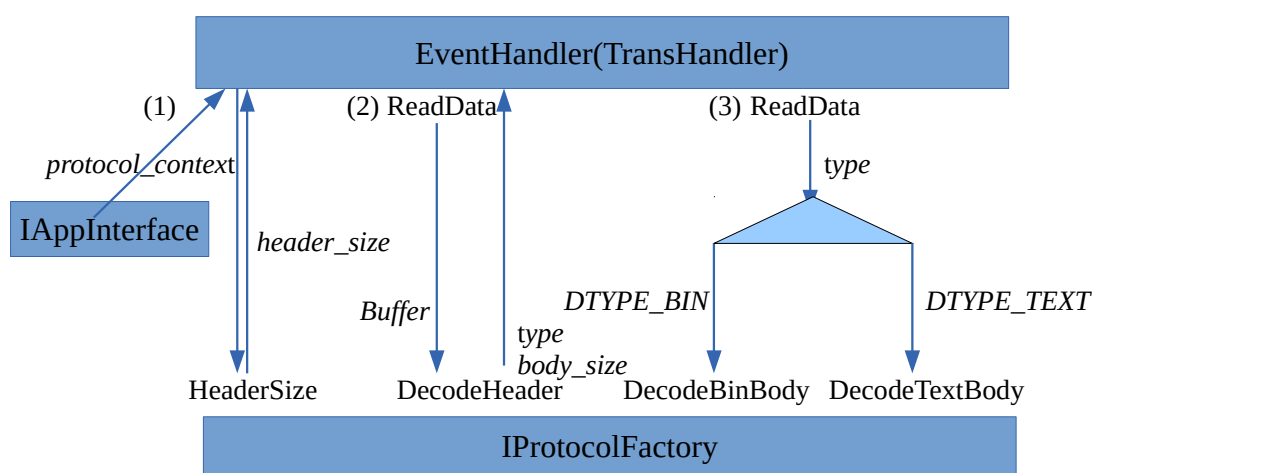 EventHandler(TransHandler)
(1)
(2) ReadData
(3) ReadData
protocol_context
type
IAppInterface
header_size
Buffer
DTYPE_BIN
DTYPE_TEXT
type
body_size
HeaderSize
DecodeHeader
DecodeBinBody
DecodeTextBody
IProtocolFactory